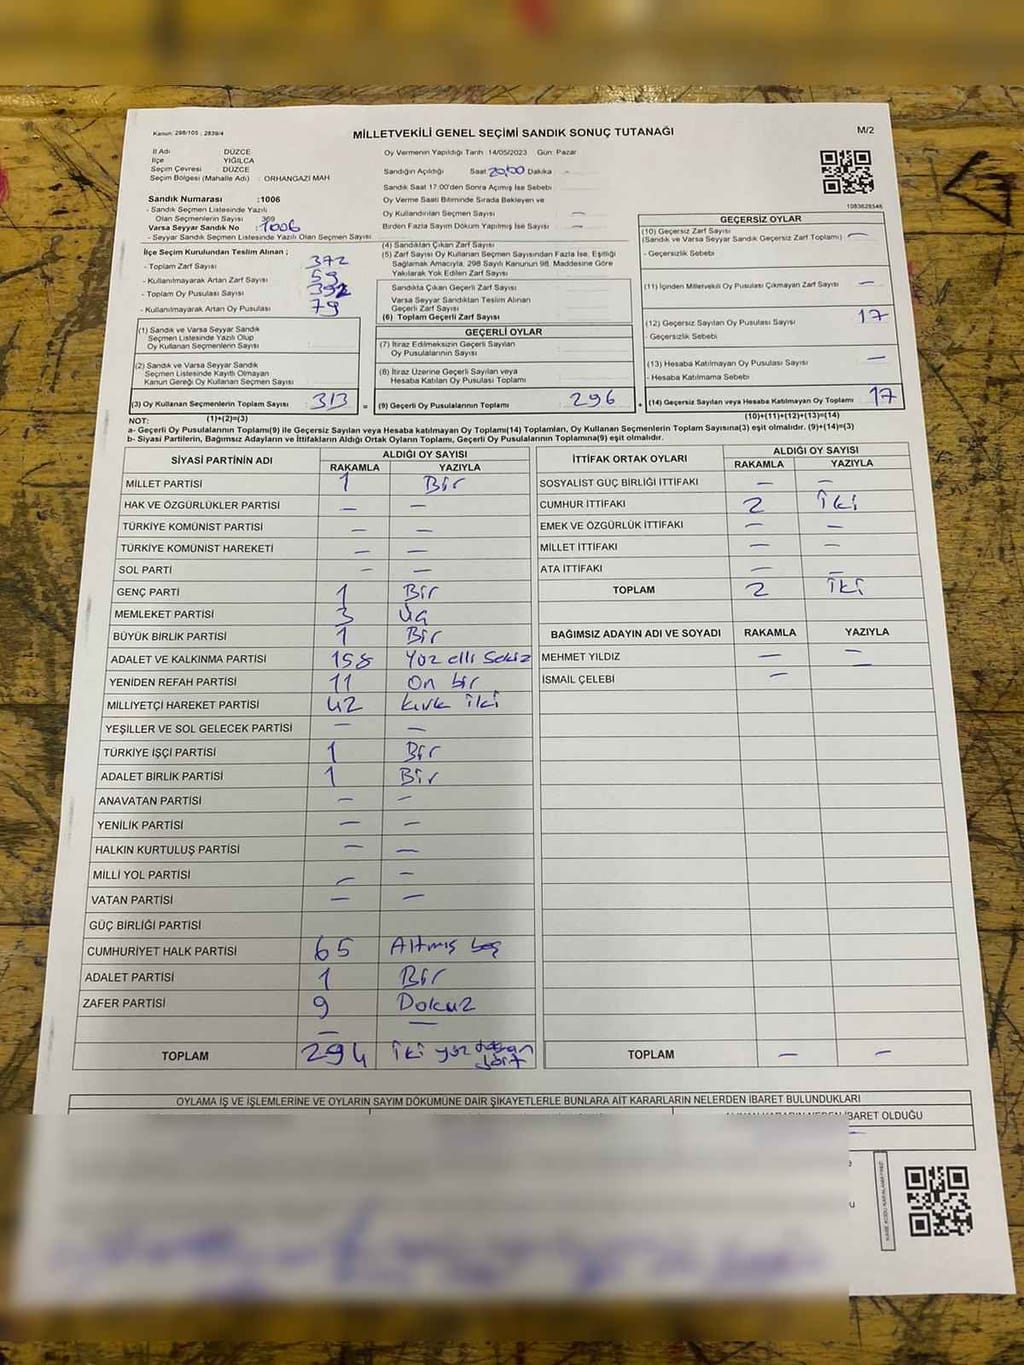 Kanun: 298/105 ; 2839/4
MİLLETVEKİLİ GENEL SEÇİMİ SANDIK SONUÇ TUTANAĞI
M/2
İl Adı : DÜZCE
İlçe : YIĞILCA
Seçim Çevresi : DÜZCE
Seçim Bölgesi (Mahalle Adı) : ORHANGAZİ MAH
Sandık Numarası :1006
- Sandık Seçmen Listesinde Yazılı
Olan Seçmenlerin Sayısı : 369
Varsa Seyyar Sandık No : 1006
- Seyyar Sandık Seçmen Listesinde Yazılı Olan Seçmen Sayısı
İlçe Seçim Kurulundan Teslim Alınan ;
- Toplam Zarf Sayısı 372
- Kullanılmayarak Artan Zarf Sayısı 59
- Toplam Oy Pusulası Sayısı 392
- Kullanılmayarak Artan Oy Pusulası 79
(1) Sandık ve Varsa Seyyar Sandık
Seçmen Listesinde Yazılı Olup
Oy Kullanan Seçmenlerin Sayısı
(2) Sandık ve Varsa Seyyar Sandık
Seçmen Listesinde Kayıtlı Olmayan
Kanun Gereği Oy Kullanan Seçmen Sayısı
(3) Oy Kullanan Seçmenlerin Toplam Sayısı 313
(1)+(2)=(3)
Oy Vermenin Yapıldığı Tarih :14/05/2023 Gün: Pazar
Sandığın Açıldığı Saat 20:00 Dakika -
Sandık Saat 17:00'den Sonra Açılmış İse Sebebi
Oy Verme Saati Bitiminde Sırada Bekleyen ve
Oy Kullandırılan Seçmen Sayısı —
Birden Fazla Sayım Döküm Yapılmış İse Sayısı —
(4) Sandıktan Çıkan Zarf Sayısı
(5) Zarf Sayısı Oy Kullanan Seçmen Sayısından Fazla İse, Eşitliği
Sağlamak Amacıyla, 298 Sayılı Kanunun 98. Maddesine Göre
Yakılarak Yok Edilen Zarf Sayısı
Sandıkta Çıkan Geçerli Zarf Sayısı
Varsa Seyyar Sandıktan Teslim Alınan
Geçerli Zarf Sayısı
(6) Toplam Geçerli Zarf Sayısı
GEÇERLİ OYLAR
(7) İtiraz Edilmeksizin Geçerli Sayılan
Oy Pusulalarının Sayısı
(8) İtiraz Üzerine Geçerli Sayılan veya
Hesaba Katılan Oy Pusulası Toplamı
= (9) Geçerli Oy Pusulalarının Toplamı 296
1083628546
GEÇERSİZ OYLAR
(10) Geçersiz Zarf Sayısı —
(Sandık ve Varsa Seyyar Sandık Geçersiz Zarf Toplamı)
- Geçersizlik Sebebi
(11) İçinden Milletvekili Oy Pusulası Çıkmayan Zarf Sayısı —
(12) Geçersiz Sayılan Oy Pusulası Sayısı 17
- Geçersizlik Sebebi
(13) Hesaba Katılmayan Oy Pusulası Sayısı —
- Hesaba Katılmama Sebebi
+ (14) Geçersiz Sayılan veya Hesaba Katılmayan Oy Pusulası Toplamı 17
(10)+(11)+(12)+(13)=(14)
NOT:
a- Geçerli Oy Pusulalarının Toplamı(9) ile Geçersiz Sayılan veya Hesaba katılmayan Oy Toplamı(14) Toplamları, Oy Kullanan Seçmenlerin Toplam Sayısına(3) eşit olmalıdır. (9)+(14)=(3)
b- Siyasi Partilerin, Bağımsız Adayların ve İttifakların Aldığı Ortak Oyların Toplamı, Geçerli Oy Pusulalarının Toplamına(9) eşit olmalıdır.
SİYASİ PARTİNİN ADI ALDIĞI OY SAYISI
RAKAMLA YAZIYLA
MİLLET PARTİSİ 1 Bir
HAK VE ÖZGÜRLÜKLER PARTİSİ — —
TÜRKİYE KOMÜNİST PARTİSİ — —
TÜRKİYE KOMÜNİST HAREKETİ — —
SOL PARTİ — —
GENÇ PARTİ 1 Bir
MEMLEKET PARTİSİ 3 Üç
BÜYÜK BİRLİK PARTİSİ 1 Bir
ADALET VE KALKINMA PARTİSİ 158 Yüz elli Sekiz
YENİDEN REFAH PARTİSİ 11 On bir
MİLLİYETÇİ HAREKET PARTİSİ 42 kırk iki
YEŞİLLER VE SOL GELECEK PARTİSİ — —
TÜRKİYE İŞÇİ PARTİSİ 1 Bir
ADALET BİRLİK PARTİSİ 1 Bir
ANAVATAN PARTİSİ — —
YENİLİK PARTİSİ — —
HALKIN KURTULUŞ PARTİSİ — —
MİLLİ YOL PARTİSİ — —
VATAN PARTİSİ — —
GÜÇ BİRLİĞİ PARTİSİ
CUMHURİYET HALK PARTİSİ 65 Altmış beş
ADALET PARTİSİ 1 Bir
ZAFER PARTİSİ 9 Dokuz
— —
TOPLAM 294 iki yüz doksan dört
İTTİFAK ORTAK OYLARI ALDIĞI OY SAYISI
RAKAMLA YAZIYLA
SOSYALİST GÜÇ BİRLİĞİ İTTİFAKI — —
CUMHUR İTTİFAKI 2 İki
EMEK VE ÖZGÜRLÜK İTTİFAKI — —
MİLLET İTTİFAKI — —
ATA İTTİFAKI — —
TOPLAM 2 İki
BAĞIMSIZ ADAYIN ADI VE SOYADI RAKAMLA YAZIYLA
MEHMET YILDIZ — —
İSMAİL ÇELEBİ — —
TOPLAM — —
OYLAMA İŞ VE İŞLEMLERİNE VE OYLARIN SAYIM DÖKÜMÜNE DAİR ŞİKAYETLERLE BUNLARA AİT KARARLARIN NELERDEN İBARET BULUNDUKLARI
İBARET OLDUĞU